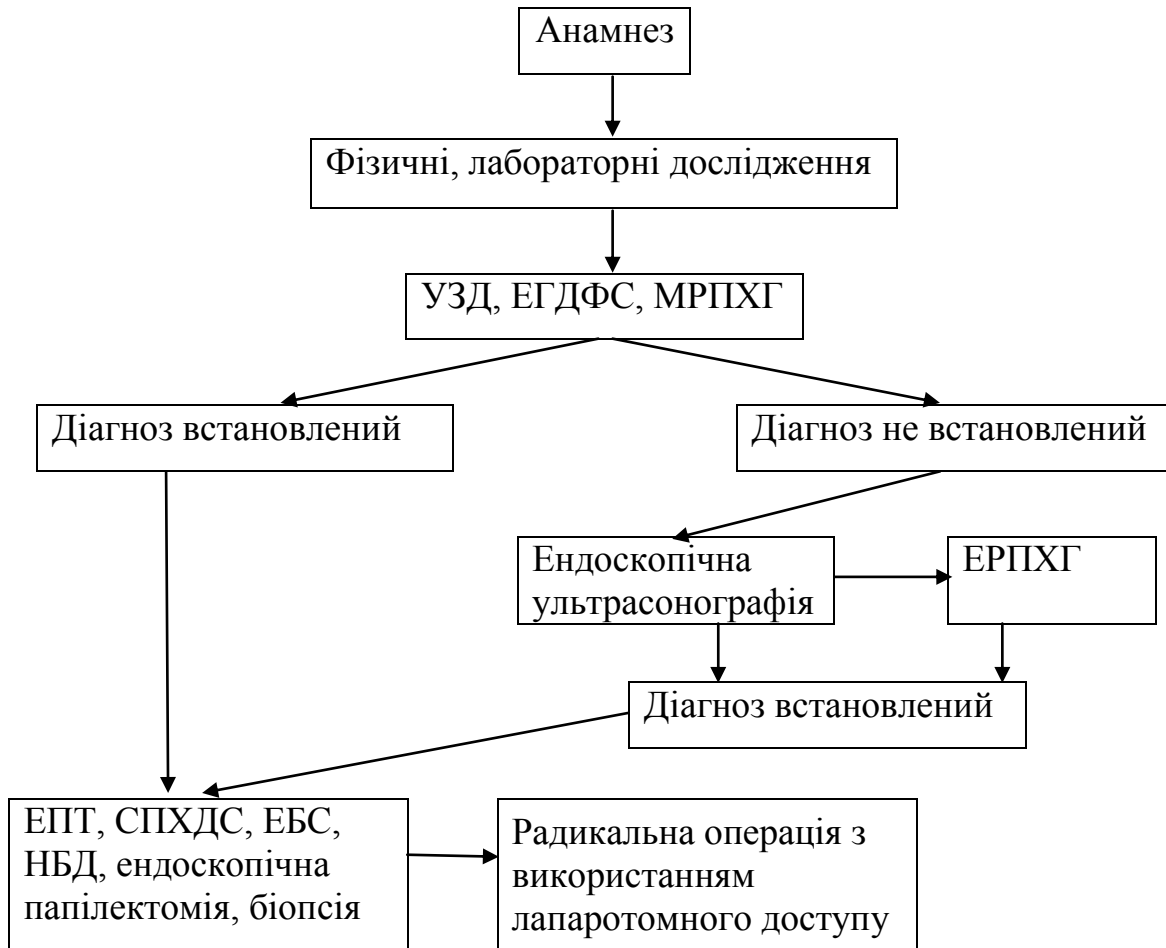 Анамнез
Фізичні, лабораторні дослідження
УЗД, ЕГДФС, МРПХГ
Діагноз встановлений
Діагноз не встановлений
Ендоскопічна
ультрасонографія
ЕРПХГ
Діагноз встановлений
ЕПТ, СПХДС, ЕБС,
НБД, ендоскопічна
папілектомія, біопсія
Радикальна операція з
використанням
лапаротомного доступу